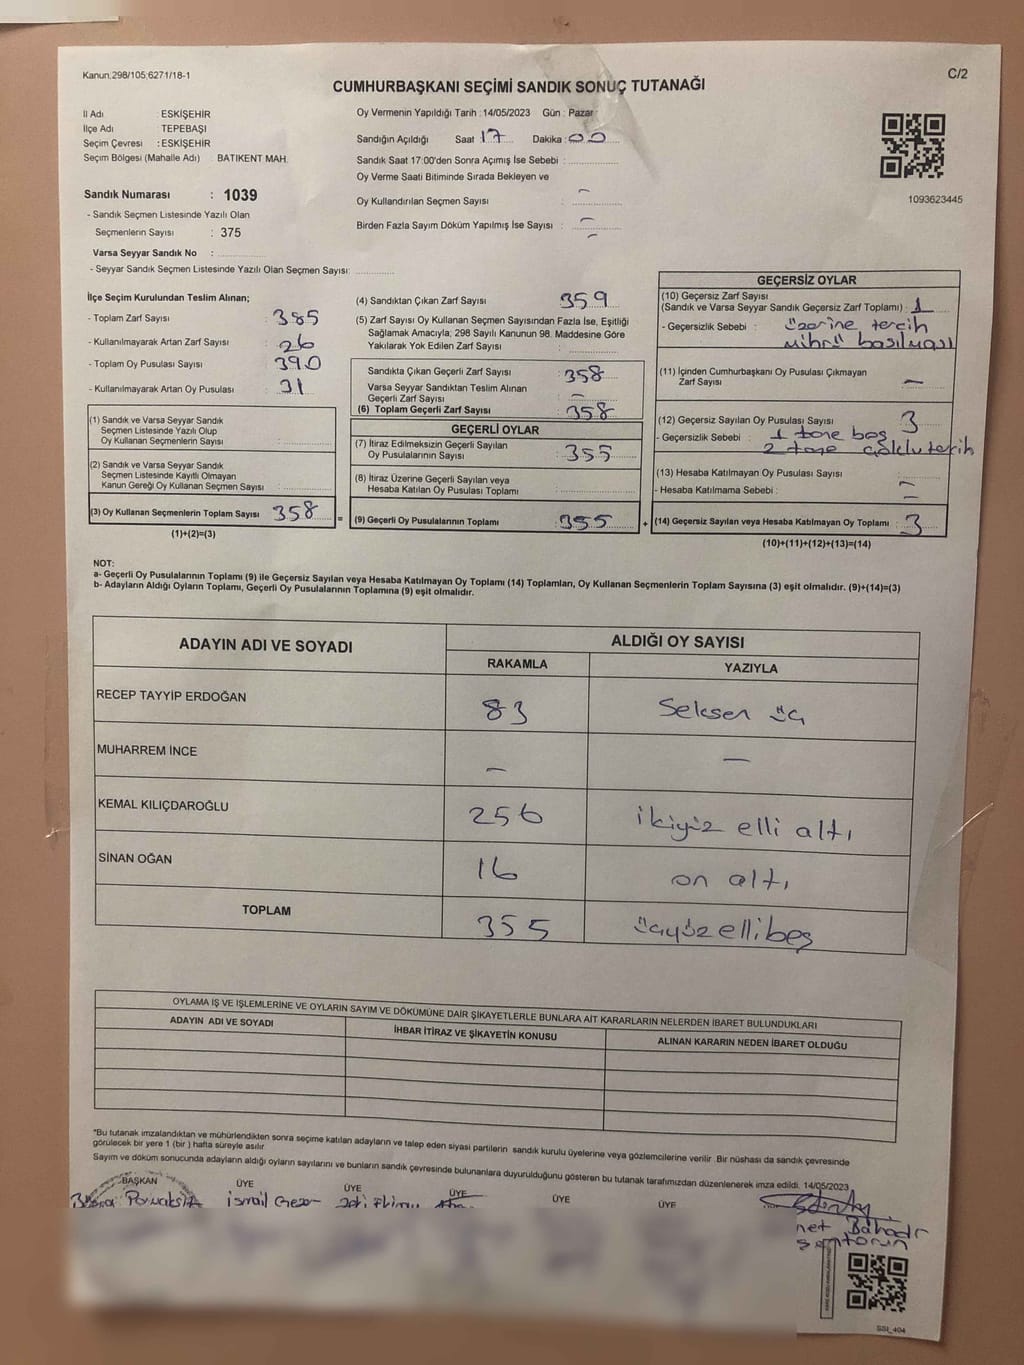 Kanun.298/105;6271/18-1
C/2
CUMHURBAŞKANI SEÇİMİ SANDIK SONUÇ TUTANAĞI
İl Adı : ESKİŞEHİR
İlçe Adı : TEPEBAŞI
Seçim Çevresi : ESKİŞEHİR
Seçim Bölgesi (Mahalle Adı) : BATIKENT MAH.
Oy Vermenin Yapıldığı Tarih : 14/05/2023 Gün : Pazar
Sandığın Açıldığı Saat 17 Dakika : 00
Sandık Saat 17:00'den Sonra Açımış İse Sebebi :
Oy Verme Saati Bitiminde Sırada Bekleyen ve
Oy Kullandırılan Seçmen Sayısı : –
Birden Fazla Sayım Döküm Yapılmış İse Sayısı : –
1093623445
Sandık Numarası : 1039
- Sandık Seçmen Listesinde Yazılı Olan
Seçmenlerin Sayısı : 375
Varsa Seyyar Sandık No :
- Seyyar Sandık Seçmen Listesinde Yazılı Olan Seçmen Sayısı:
İlçe Seçim Kurulundan Teslim Alınan;
- Toplam Zarf Sayısı : 385
- Kullanılmayarak Artan Zarf Sayısı : 26
- Toplam Oy Pusulası Sayısı : 390
- Kullanılmayarak Artan Oy Pusulası : 31
(1) Sandık ve Varsa Seyyar Sandık
Seçmen Listesinde Yazılı Olup
Oy Kullanan Seçmenlerin Sayısı :
(2) Sandık ve Varsa Seyyar Sandık
Seçmen Listesinde Kayıtlı Olmayan
Kanun Gereği Oy Kullanan Seçmen Sayısı :
(3) Oy Kullanan Seçmenlerin Toplam Sayısı 358
(1)+(2)=(3)
(4) Sandıktan Çıkan Zarf Sayısı : 359
(5) Zarf Sayısı Oy Kullanan Seçmen Sayısından Fazla İse, Eşitliği
Sağlamak Amacıyla; 298 Sayılı Kanunun 98. Maddesine Göre
Yakılarak Yok Edilen Zarf Sayısı :
Sandıkta Çıkan Geçerli Zarf Sayısı : 358
Varsa Seyyar Sandıktan Teslim Alınan
Geçerli Zarf Sayısı : –
(6) Toplam Geçerli Zarf Sayısı : 358
GEÇERLİ OYLAR
(7) İtiraz Edilmeksizin Geçerli Sayılan
Oy Pusulalarının Sayısı : 355
(8) İtiraz Üzerine Geçerli Sayılan veya
Hesaba Katılan Oy Pusulası Toplamı :
= (9) Geçerli Oy Pusulalarının Toplamı : 355
GEÇERSİZ OYLAR
(10) Geçersiz Zarf Sayısı
(Sandık ve Varsa Seyyar Sandık Geçersiz Zarf Toplamı) : 1
- Geçersizlik Sebebi : üzerine tercih
mührü basılması
(11) İçinden Cumhurbaşkanı Oy Pusulası Çıkmayan
Zarf Sayısı : –
(12) Geçersiz Sayılan Oy Pusulası Sayısı : 3
- Geçersizlik Sebebi : 1 tane boş
2 tane çoklu tercih
(13) Hesaba Katılmayan Oy Pusulası Sayısı : –
- Hesaba Katılmama Sebebi : –
+ (14) Geçersiz Sayılan veya Hesaba Katılmayan Oy Toplamı : 3
(10)+(11)+(12)+(13)=(14)
NOT:
a- Geçerli Oy Pusulalarının Toplamı (9) ile Geçersiz Sayılan veya Hesaba Katılmayan Oy Toplamı (14) Toplamları, Oy Kullanan Seçmenlerin Toplam Sayısına (3) eşit olmalıdır. (9)+(14)=(3)
b- Adayların Aldığı Oyların Toplamı, Geçerli Oy Pusulalarının Toplamına (9) eşit olmalıdır.
ADAYIN ADI VE SOYADI ALDIĞI OY SAYISI
RAKAMLA YAZIYLA
RECEP TAYYİP ERDOĞAN 83 Seksen üç
MUHARREM İNCE – –
KEMAL KILIÇDAROĞLU 256 ikiyüz elli altı
SİNAN OĞAN 16 on altı
TOPLAM 355 üçyüz elli beş
OYLAMA İŞ VE İŞLEMLERİNE VE OYLARIN SAYIM VE DÖKÜMÜNE DAİR ŞİKAYETLERLE BUNLARA AİT KARARLARIN NELERDEN İBARET BULUNDUKLARI
ADAYIN ADI VE SOYADI İHBAR İTİRAZ VE ŞİKAYETİN KONUSU ALINAN KARARIN NEDEN İBARET OLDUĞU
*Bu tutanak imzalandıktan ve mühürlendikten sonra seçime katılan adayların ve talep eden siyasi partilerin sandık kurulu üyelerine veya gözlemcilerine verilir. Bir nüshası da sandık çevresinde
görülecek bir yere 1 (bir) hafta süreyle asılır.
Sayım ve döküm sonucunda adayların aldığı oyların sayılarını ve bunların sandık çevresinde bulunanlara duyurulduğunu gösteren bu tutanak tarafımızdan düzenlenerek imza edildi. 14/05/2023
BAŞKAN ÜYE ÜYE ÜYE ÜYE ÜYE
İsmail
Bahadır
SSI_404